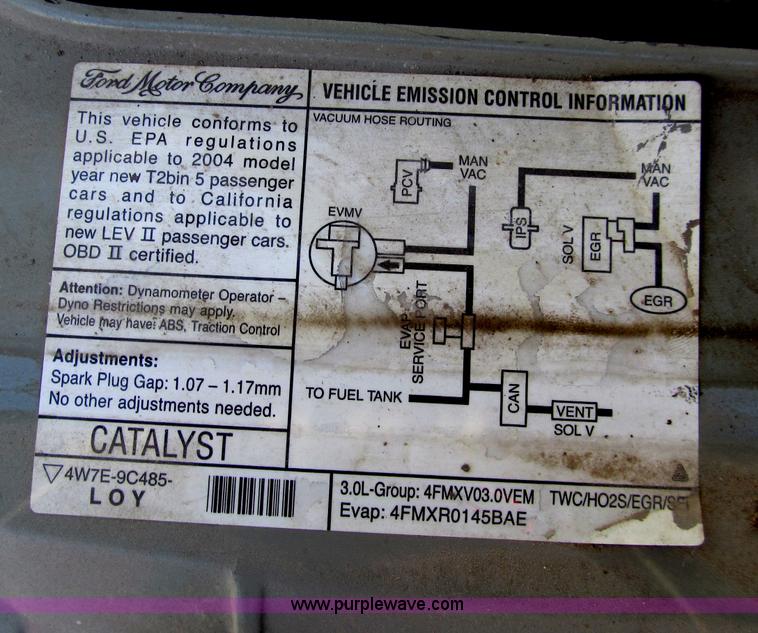 Ford Motor Company
VEHICLE EMISSION CONTROL INFORMATION
This vehicle conforms to
U.S. EPA regulations
applicable to 2004 model
year new T2bin 5 passenger
cars and to California
regulations applicable to
new LEV II passenger cars.
OBD II certified.
Attention: Dynamometer Operator –
Dyno Restrictions may apply.
Vehicle may have: ABS, Traction Control
Adjustments:
Spark Plug Gap: 1.07 – 1.17mm
No other adjustments needed.
CATALYST
4W7E-9C485-
LOY
VACUUM HOSE ROUTING
PCV
MAN
VAC
EVMV
IPS
MAN
VAC
SOL V
EGR
EGR
EVAP
SERVICE PORT
TO FUEL TANK
CAN
VENT
SOL V
3.0L-Group: 4FMXV03.0VEM TWC/HO2S/EGR/SFI
Evap: 4FMXR0145BAE
www.purplewave.com